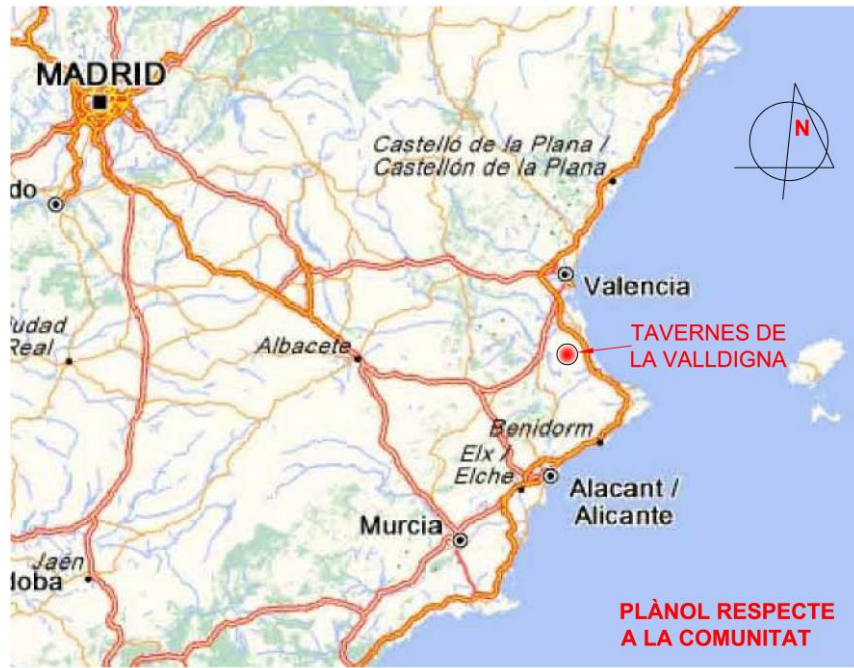 MADRID
N
Castelló de la Plana /
Castellón de la Plana
do
Valencia
TAVERNES DE
LA VALLDIGNA
iudad
Real
Albacete
Benidorm
Elx /
Elche
Alacant /
Alicante
Murcia
Jaén
doba
PLÀNOL RESPECTE
A LA COMUNITAT